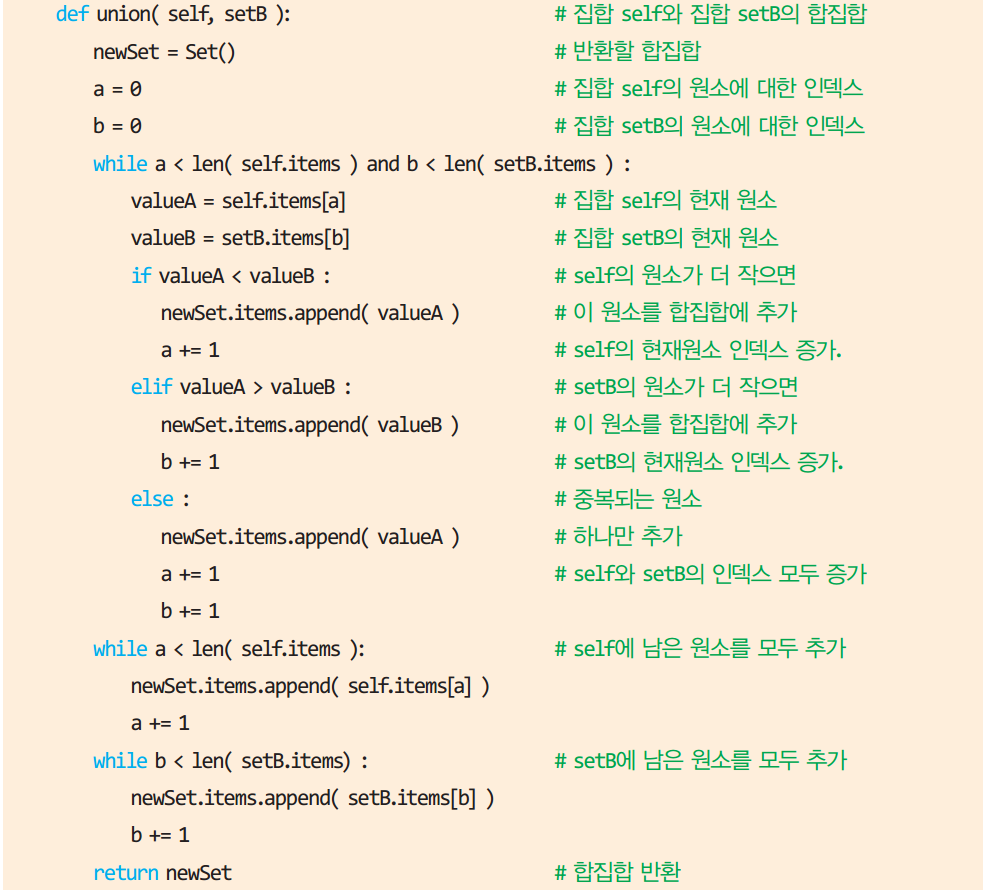 def union( self, setB ): # 집합 self와 집합 setB의 합집합
newSet = Set() # 반환할 합집합
a = 0 # 집합 self의 원소에 대한 인덱스
b = 0 # 집합 setB의 원소에 대한 인덱스
while a < len( self.items ) and b < len( setB.items ) :
valueA = self.items[a] # 집합 self의 현재 원소
valueB = setB.items[b] # 집합 setB의 현재 원소
if valueA < valueB : # self의 원소가 더 작으면
newSet.items.append( valueA ) # 이 원소를 합집합에 추가
a += 1 # self의 현재원소 인덱스 증가.
elif valueA > valueB : # setB의 원소가 더 작으면
newSet.items.append( valueB ) # 이 원소를 합집합에 추가
b += 1 # setB의 현재원소 인덱스 증가.
else : # 중복되는 원소
newSet.items.append( valueA ) # 하나만 추가
a += 1 # self와 setB의 인덱스 모두 증가
b += 1
while a < len( self.items ): # self에 남은 원소를 모두 추가
newSet.items.append( self.items[a] )
a += 1
while b < len( setB.items) : # setB에 남은 원소를 모두 추가
newSet.items.append( setB.items[b] )
b += 1
return newSet # 합집합 반환